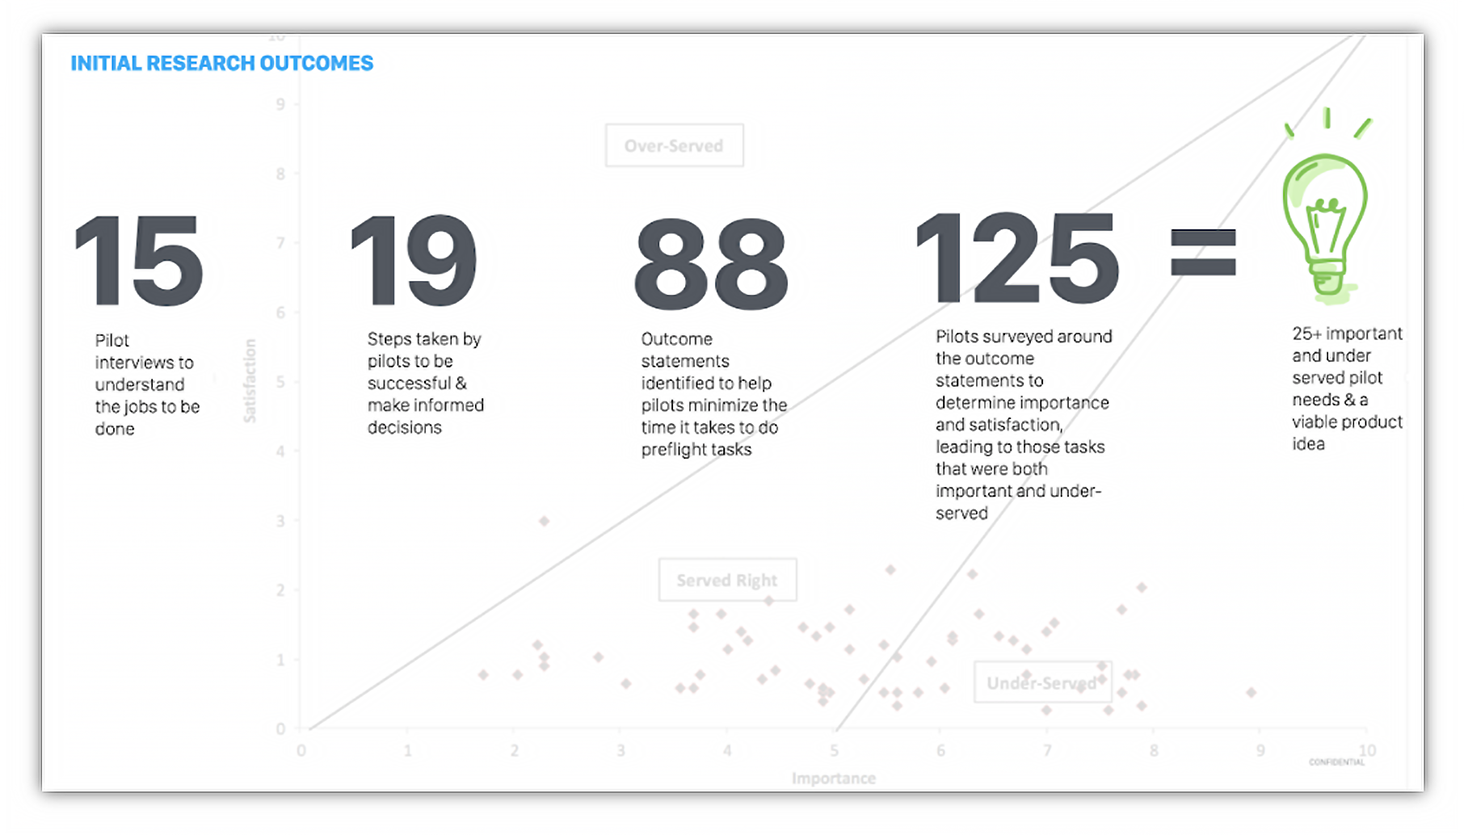 INITIAL RESEARCH OUTCOMES
10
9
8
7
6
5
4
3
2
1
0
Satisfaction
Over-Served
Served Right
Under-Served
15
Pilot
interviews to
understand
the jobs to be
done
19
Steps taken by
pilots to be
successful &
make informed
decisions
88
Outcome
statements
identified to help
pilots minimize the
time it takes to do
preflight tasks
125
Pilots surveyed around
the outcome
statements to
determine importance
and satisfaction,
leading to those tasks
that were both
important and under-
served
=
25+ important
and under
served pilot
needs & a
viable product
idea
0 1 2 3 4 5 6 7 8 9 10
Importance
CONFIDENTIAL